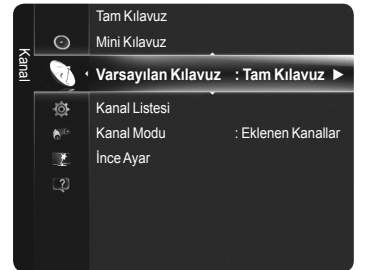 Kanal
Tam Kılavuz
Mini Kılavuz
Varsayılan Kılavuz : Tam Kılavuz ►
Kanal Listesi
Kanal Modu : Eklenen Kanallar
İnce Ayar